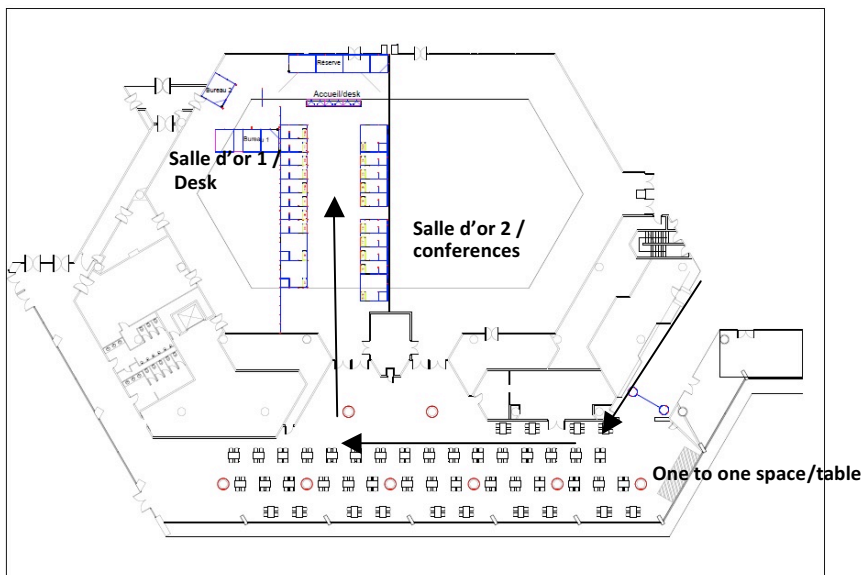 Réserve
Bureau 2
Accueil/desk
Bureau 1
Salle d'or 1 /
Desk
Salle d'or 2 /
conferences
One to one space/table